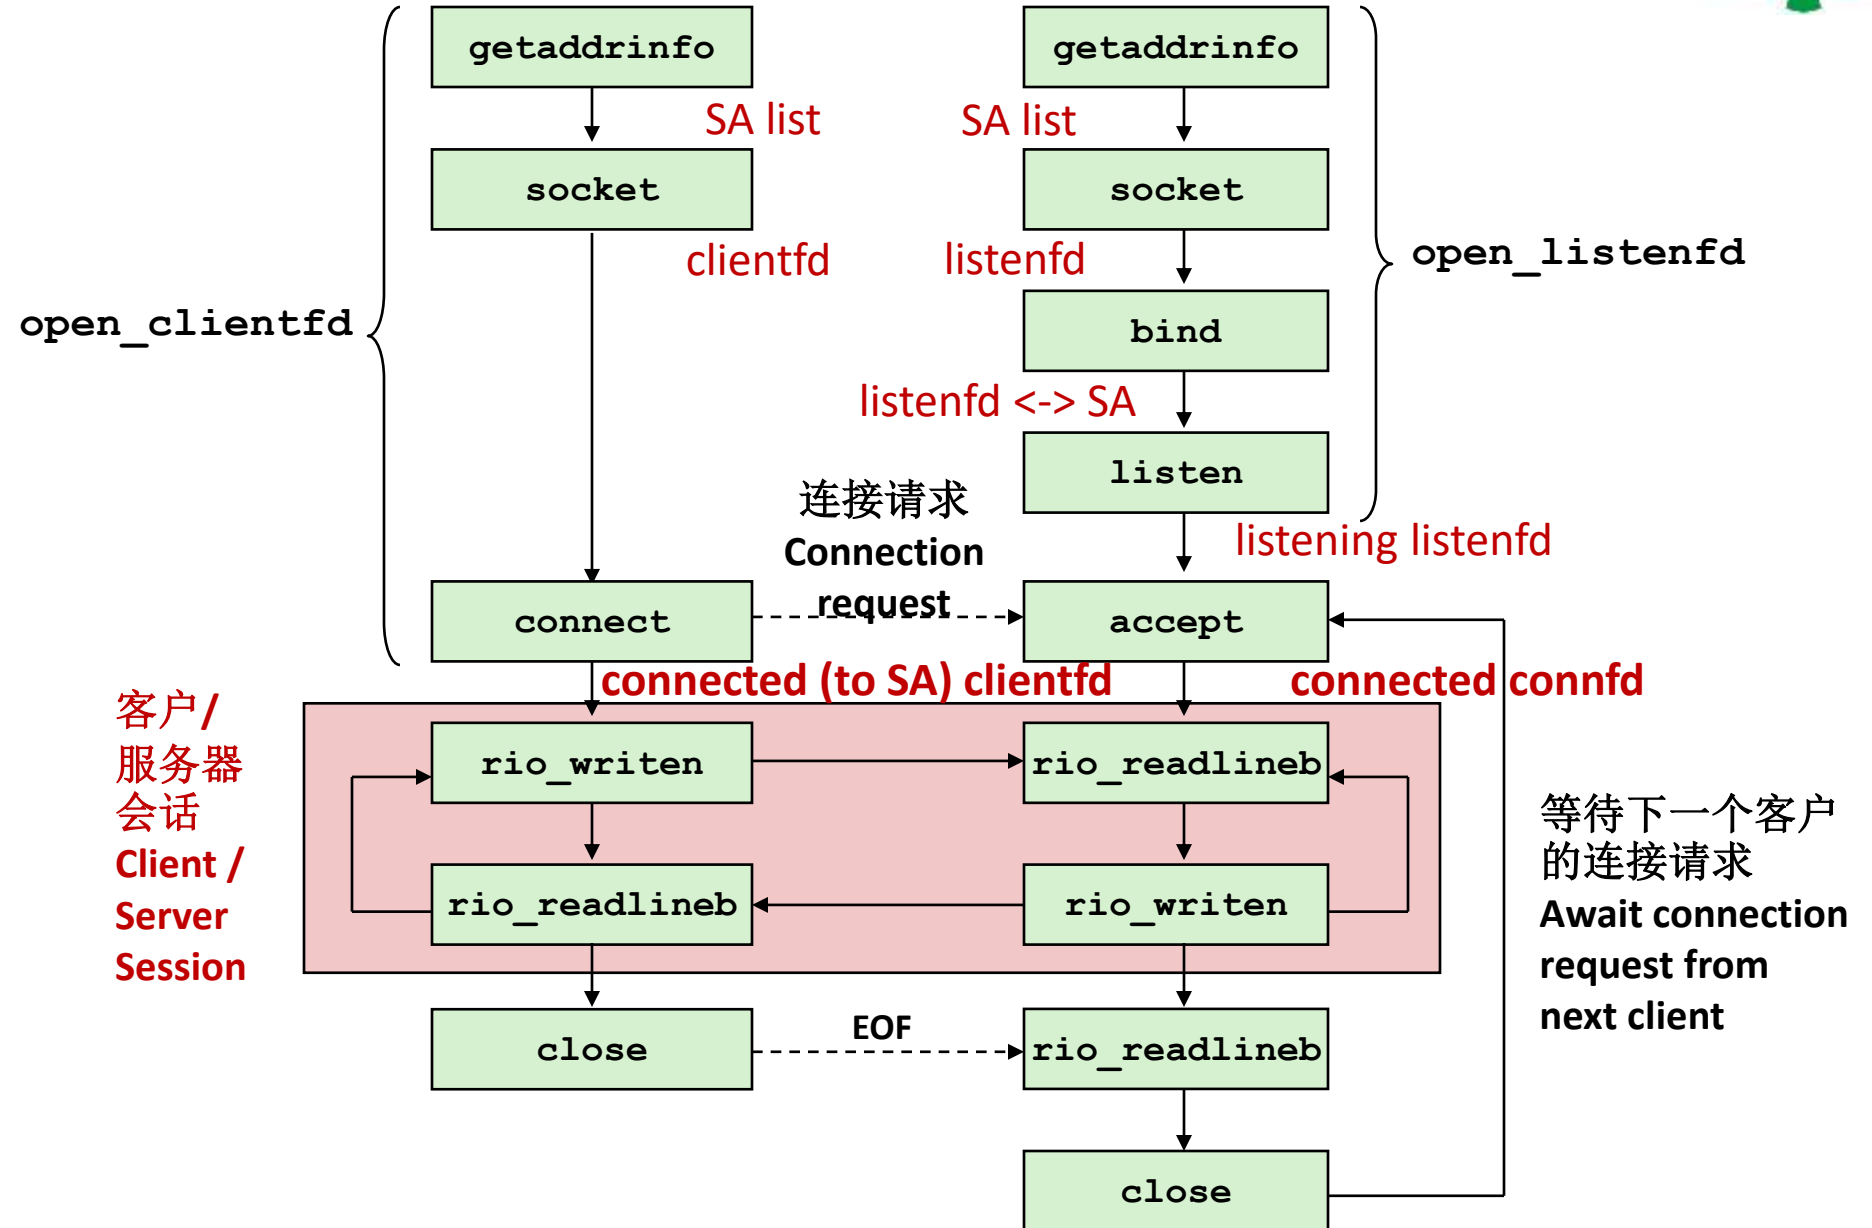 getaddrinfo
getaddrinfo
SA list
SA list
socket
socket
clientfd
listenfd
open_listenfd
open_clientfd
bind
listenfd <-> SA
listen
连接请求
Connection
request
listening listenfd
connect
accept
connected (to SA) clientfd
connected connfd
客户/
服务器
会话
Client /
Server
Session
rio_writen
rio_readlineb
rio_readlineb
rio_writen
等待下一个客户
的连接请求
Await connection
request from
next client
close
EOF
rio_readlineb
close